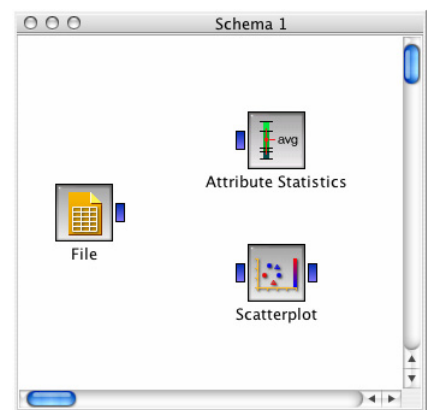 Schema 1
avg
Attribute Statistics
File
Scatterplot